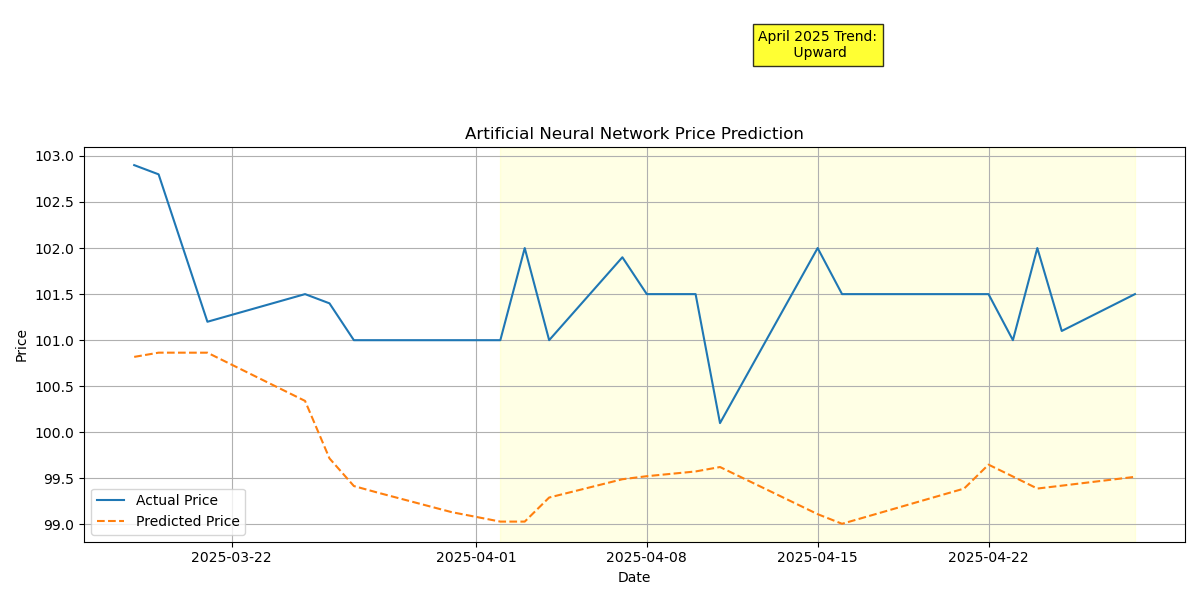 April 2025 Trend:
Upward
Artificial Neural Network Price Prediction
103.0
102.5
102.0
101.5
101.0
100.5
100.0
99.5
99.0
Price
Actual Price
Predicted Price
2025-03-22
2025-04-01
2025-04-08
2025-04-15
2025-04-22
Date